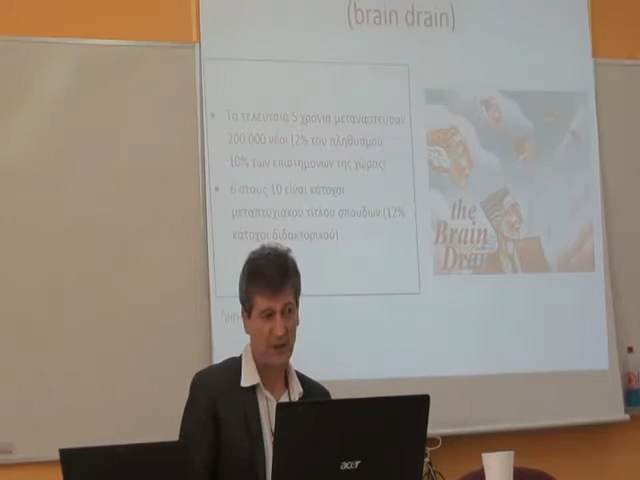 (brain drain)
• Τα τελευταία 5 χρόνια μετανάστευσαν
200 000 νέοι (2% του πληθυσμού
10% των επιστημόνων της χώρας)
• 6 στους 10 είναι κάτοχοι
μεταπτυχιακού τίτλου σπουδών (12%
κάτοχοι διδακτορικού)
the
Brain
Drain
acer